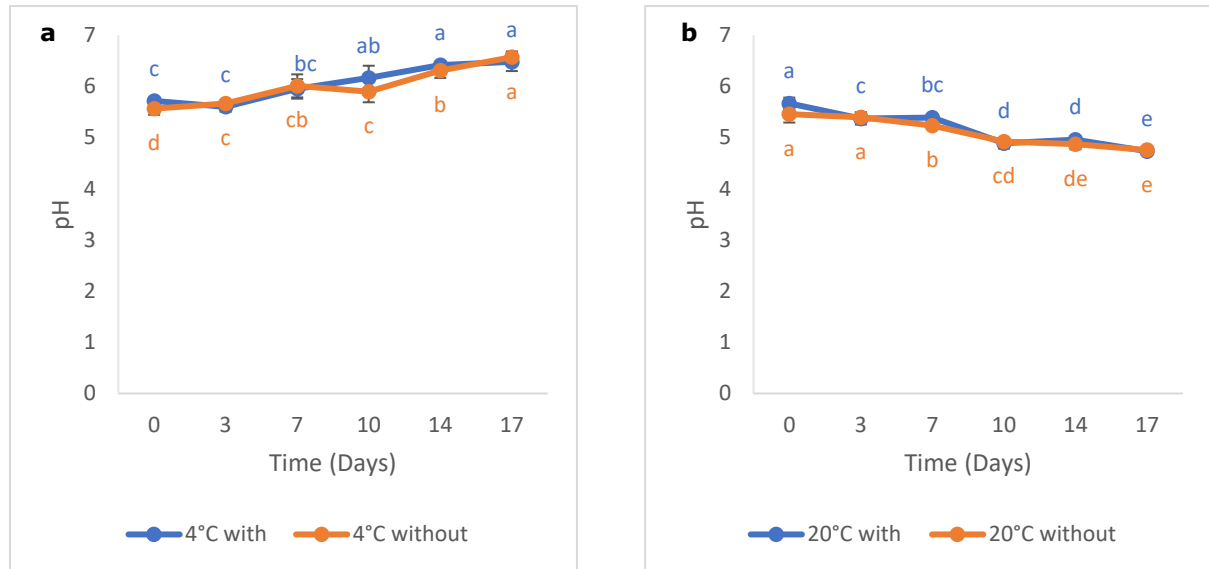 a
7
6
5
4
3
2
1
0
pH
c c bc ab a a
d c cb c b a
0 3 7 10 14 17
Time (Days)
4°C with 4°C without
b
7
6
5
4
3
2
1
0
pH
a c bc d d e
a a b cd de e
0 3 7 10 14 17
Time (Days)
20°C with 20°C without